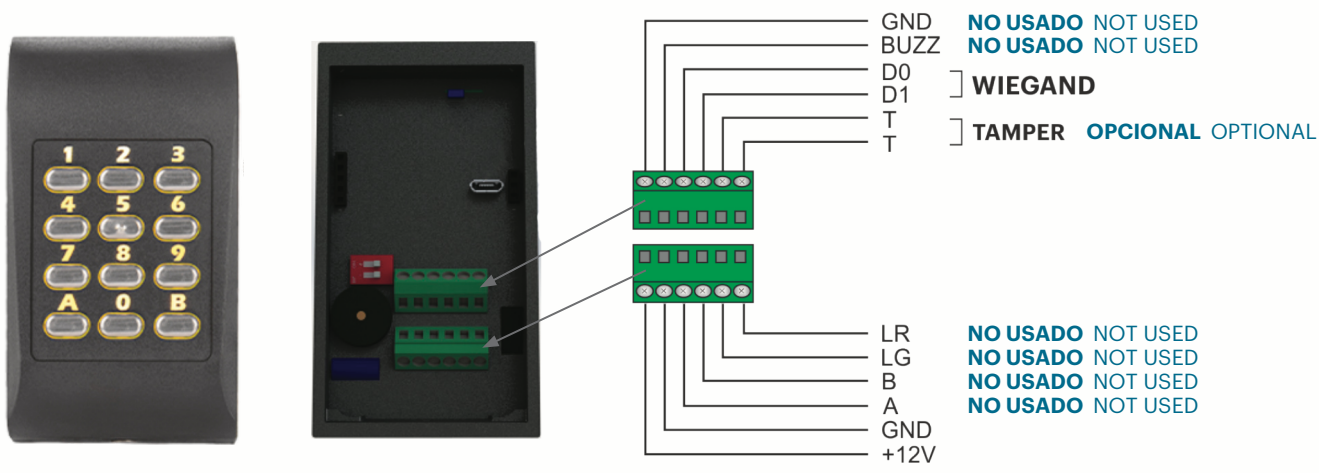 1 2 3
4 5 6
7 8 9
A 0 B
GND NO USADO NOT USED
BUZZ NO USADO NOT USED
D0
D1
WIEGAND
T
T
TAMPER OPCIONAL OPTIONAL
LR NO USADO NOT USED
LG NO USADO NOT USED
B NO USADO NOT USED
A NO USADO NOT USED
GND
+12V